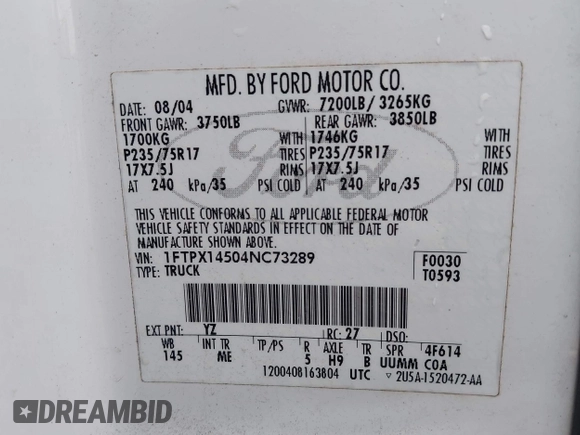 MFD. BY FORD MOTOR CO.
DATE: 08/04 GVWR: 7200LB/ 3265KG
FRONT GAWR: 3750LB REAR GAWR: 3850LB
1700KG WITH 1746KG WITH
P235/75R17 TIRES P235/75R17 TIRES
17X7.5J RIMS 17X7.5J RIMS
AT 240 kPa/35 PSI COLD AT 240 kPa/35 PSI COLD
Ford
THIS VEHICLE CONFORMS TO ALL APPLICABLE FEDERAL MOTOR
VEHICLE SAFETY STANDARDS IN EFFECT ON THE DATE OF
MANUFACTURE SHOWN ABOVE.
VIN: 1FTPX14504NC73289 F0030
TYPE: TRUCK T0593
EXT PNT: YZ RC: 27 DSO:
WB INT TR TP/PS R AXLE TR SPR 4F614
145 ME 5 H9 B UUMM COA
1200408163804 UTC 2U5A-1520472-AA
DREAMBID